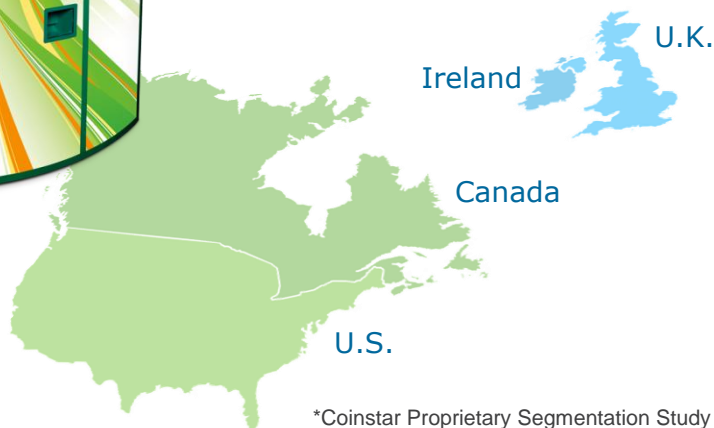 U.K.
Ireland
Canada
U.S.
*Coinstar Proprietary Segmentation Study